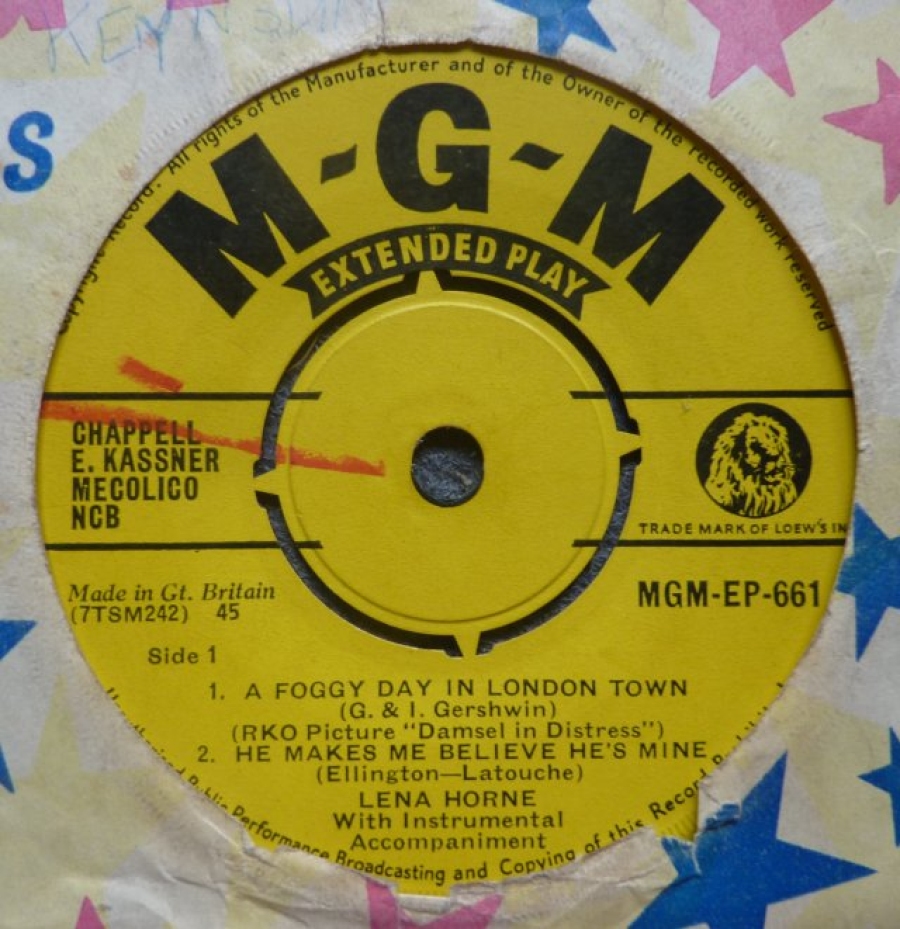 KEN
S
Copyright Record. All rights of the Manufacturer and of the Owner of the recorded work reserved
M-G-M
EXTENDED PLAY
CHAPPELL
E. KASSNER
MECOLICO
NCB
TRADE MARK OF LOEW'S IN
Made in Gt. Britain
(7TSM242) 45
MGM-EP-661
Side 1
1. A FOGGY DAY IN LONDON TOWN
(G. & I. Gershwin)
(RKO Picture "Damsel in Distress")
2. HE MAKES ME BELIEVE HE'S MINE
(Ellington—Latouche)
LENA HORNE
With Instrumental
Accompaniment
Public Performance Broadcasting and Copying of this Record